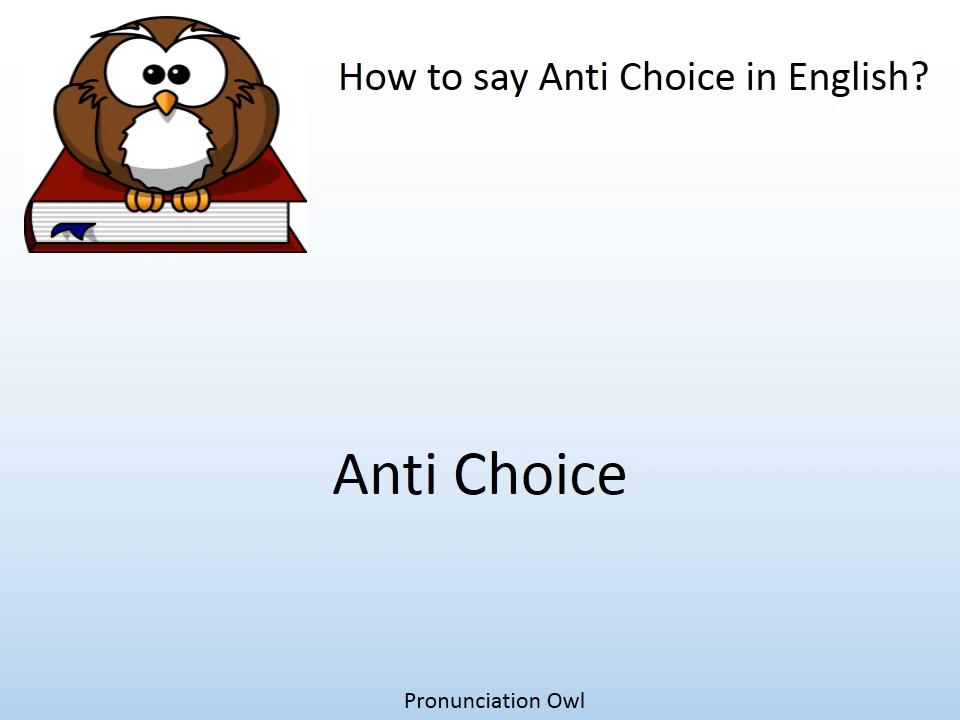 How to say Anti Choice in English?
Anti Choice
Pronunciation Owl